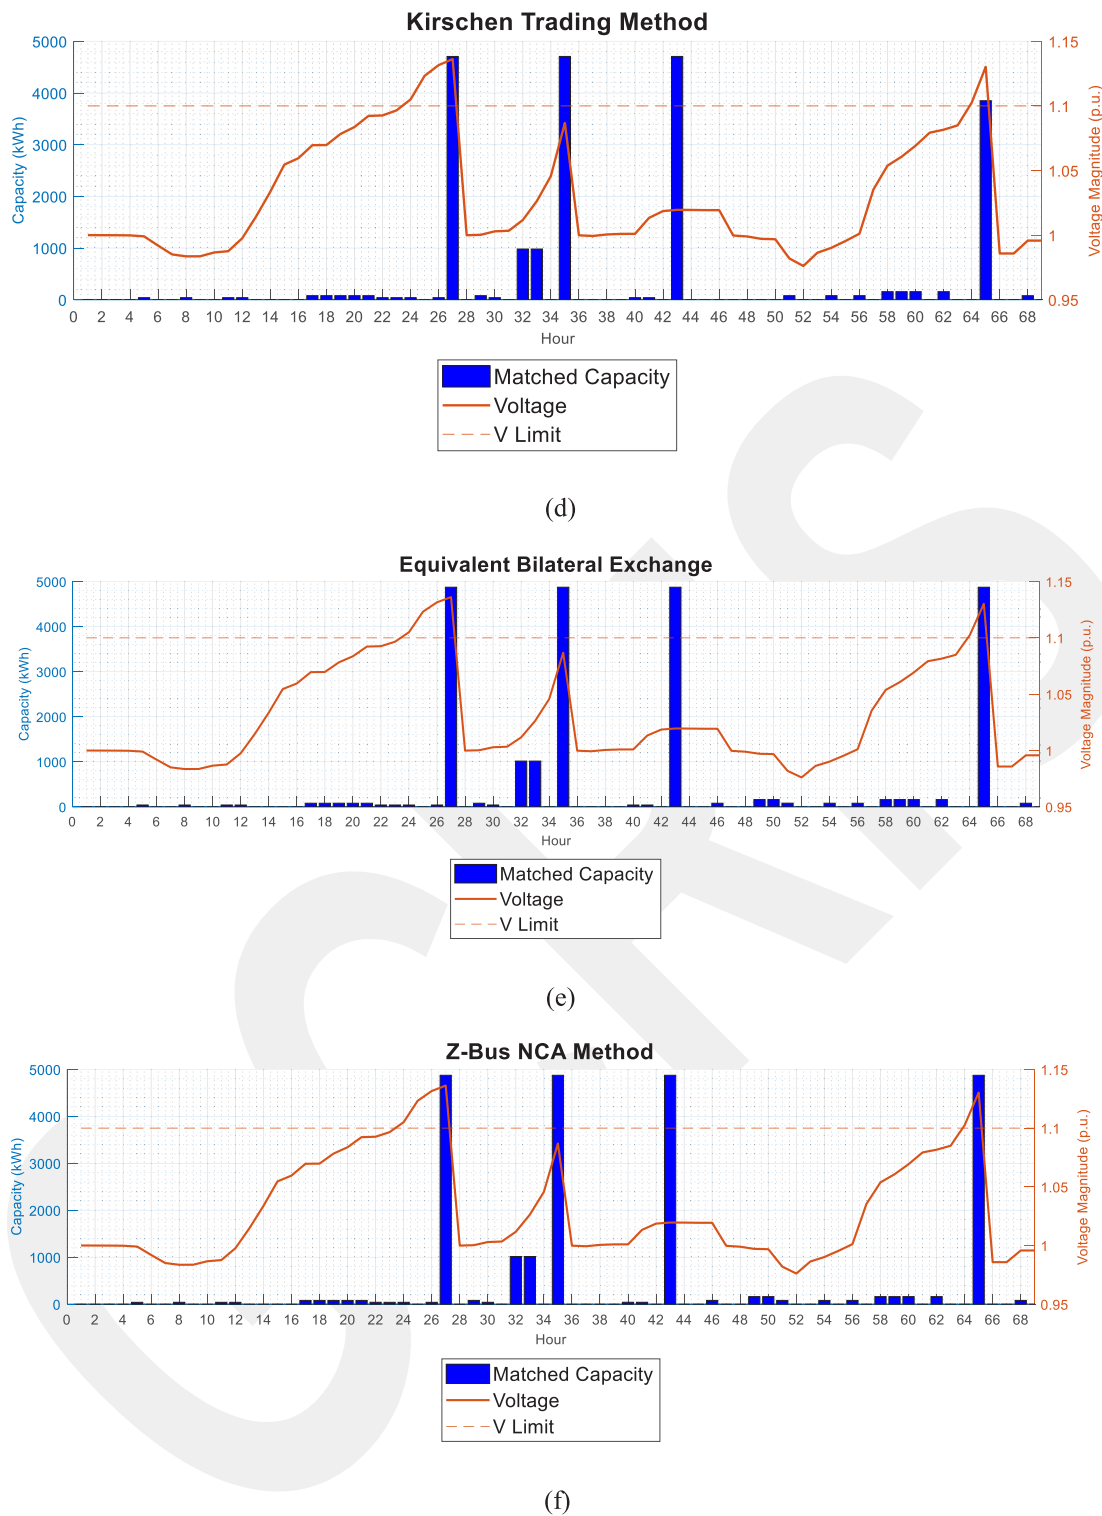 Kirschen Trading Method
5000
4000
3000
2000
1000
0
Capacity (kWh)
1.15
1.10
1.05
1
0.95
Voltage Magnitude (p.u.)
0 2 4 6 8 10 12 14 16 18 20 22 24 26 28 30 32 34 36 38 40 42 44 46 48 50 52 54 56 58 60 62 64 66 68
Hour
Matched Capacity
Voltage
V Limit
(d)
Equivalent Bilateral Exchange
5000
4000
3000
2000
1000
0
Capacity (kWh)
1.15
1.1
1.05
1
0.95
Voltage Magnitude (p.u.)
0 2 4 6 8 10 12 14 16 18 20 22 24 26 28 30 32 34 36 38 40 42 44 46 48 50 52 54 56 58 60 62 64 66 68
Hour
Matched Capacity
Voltage
V Limit
(e)
Z-Bus NCA Method
5000
4000
3000
2000
1000
0
Capacity (kWh)
1.15
1.10
1.05
1
0.95
Voltage Magnitude (p.u.)
0 2 4 6 8 10 12 14 16 18 20 22 24 26 28 30 32 34 36 38 40 42 44 46 48 50 52 54 56 58 60 62 64 66 68
Hour
Matched Capacity
Voltage
V Limit
(f)